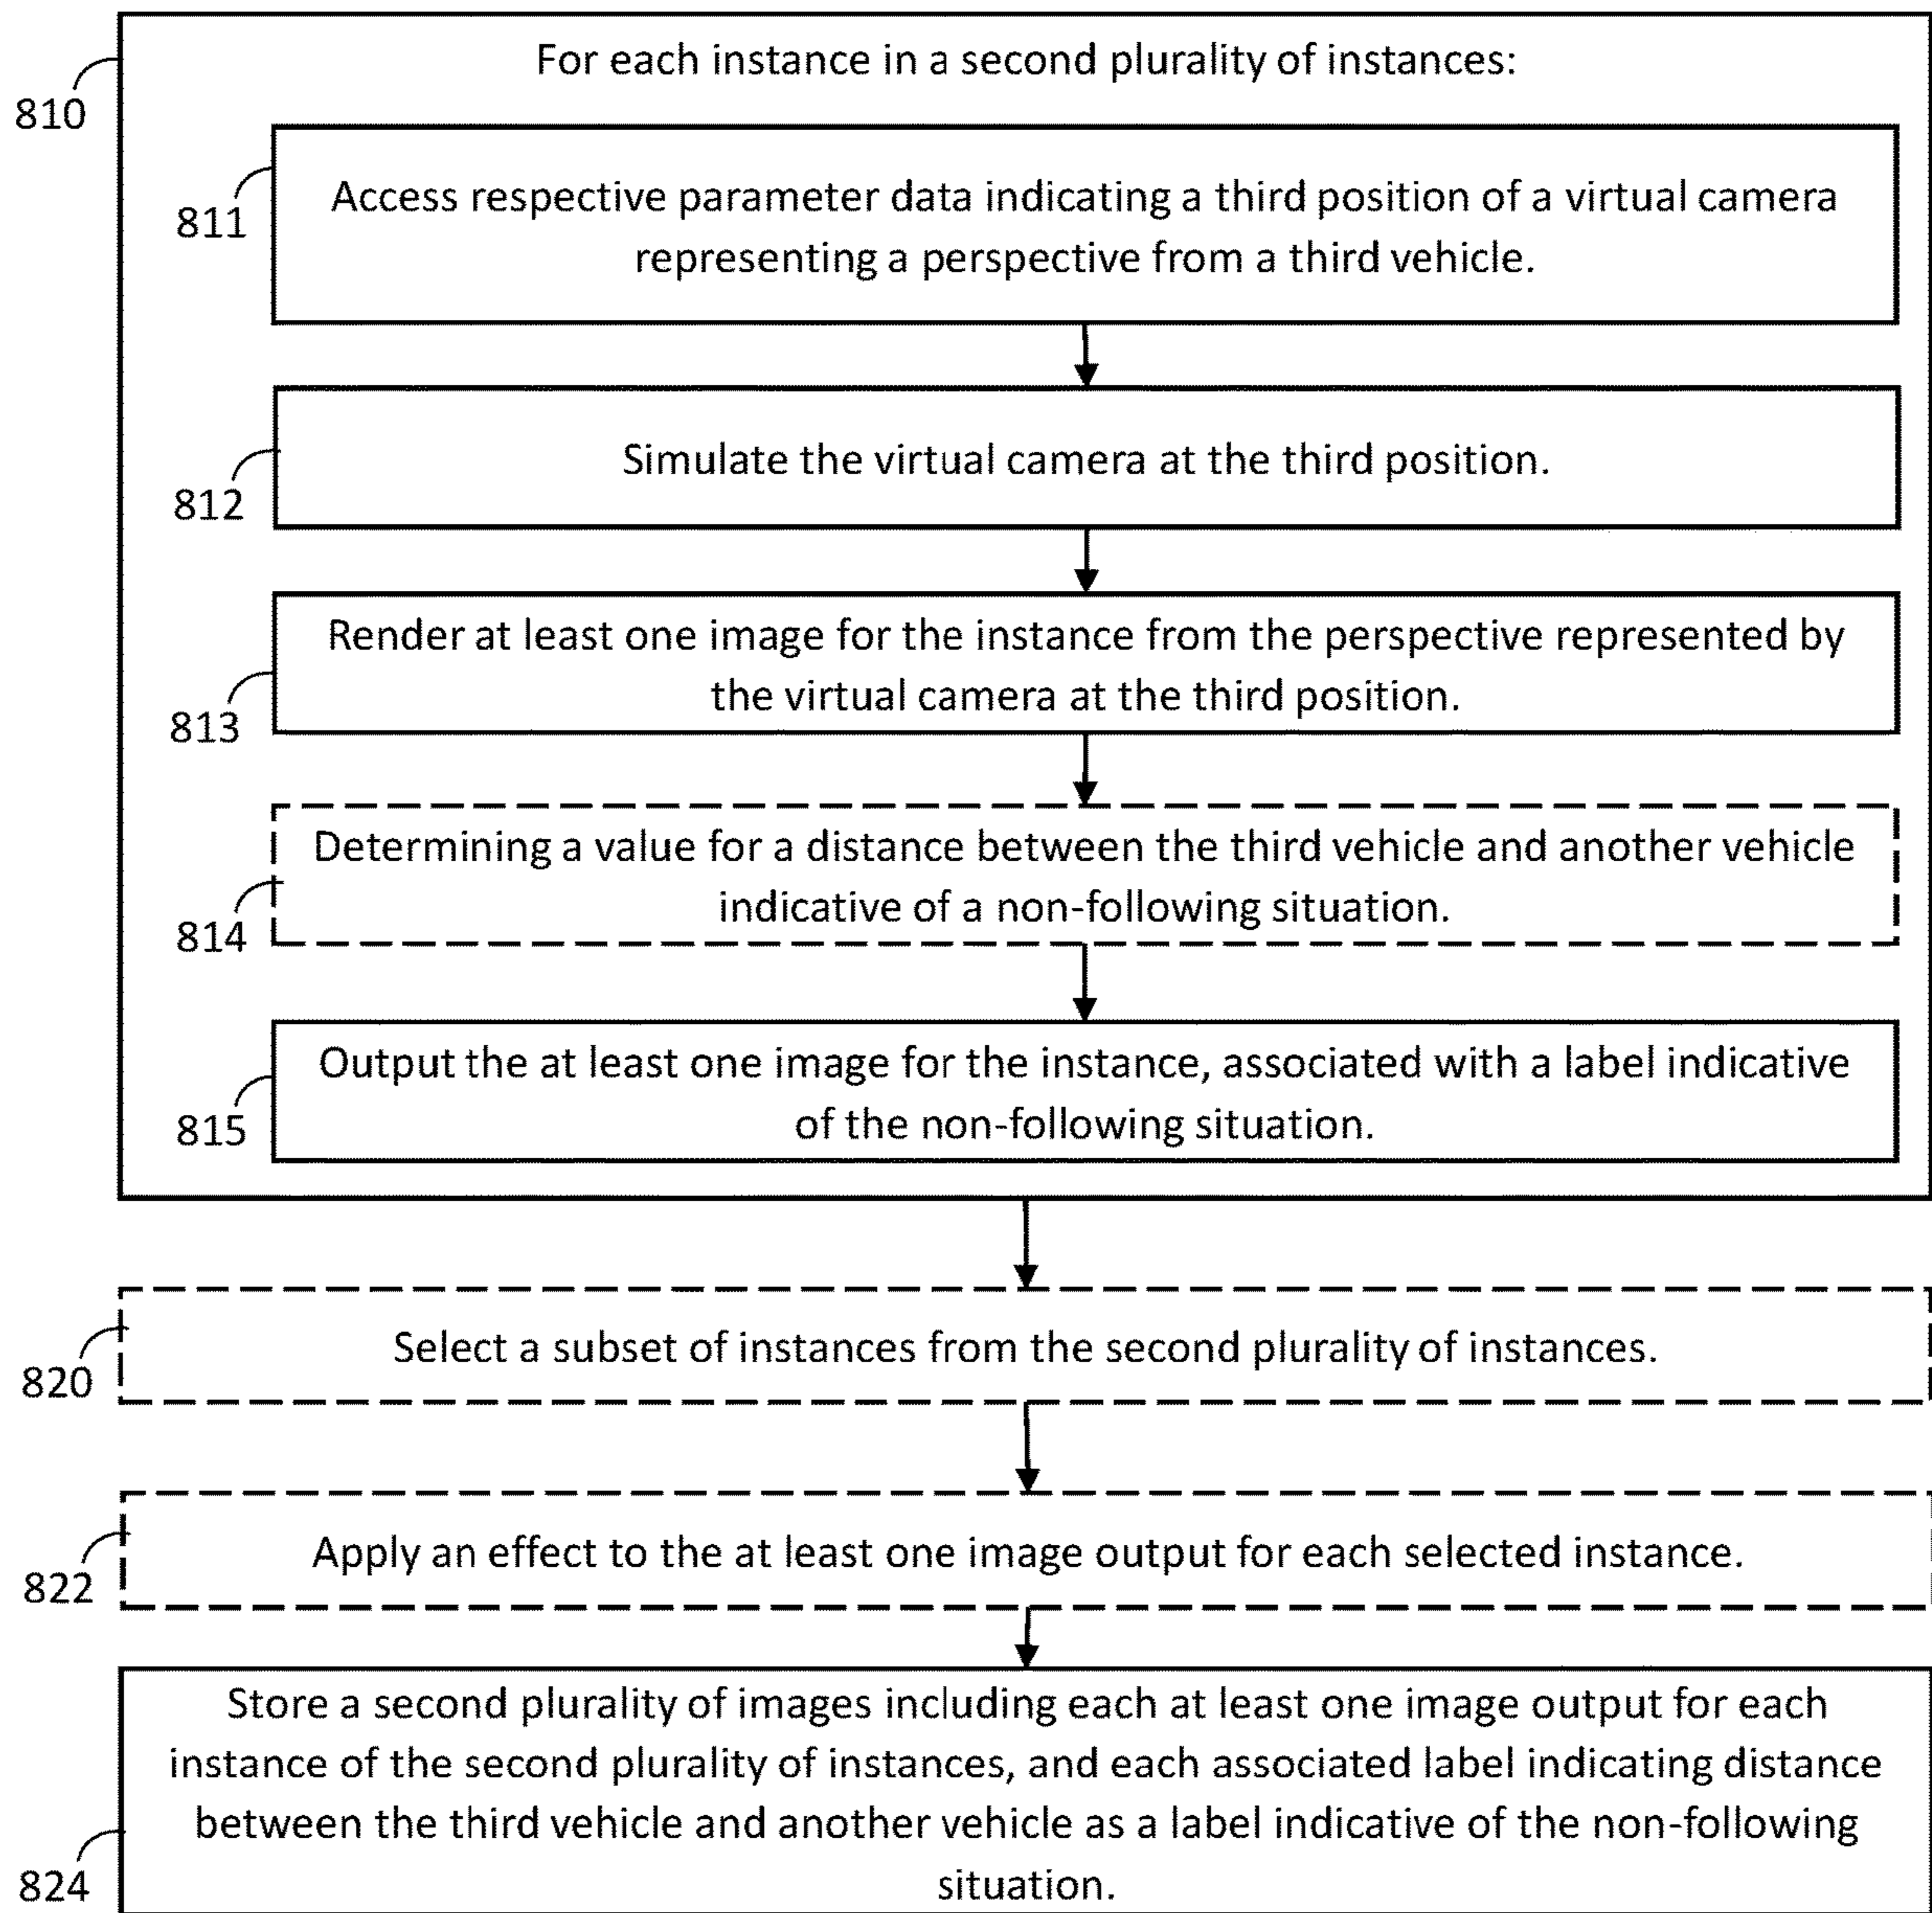 For each instance in a second plurality of instances:
810
Access respective parameter data indicating a third position of a virtual camera
representing a perspective from a third vehicle.
811
Simulate the virtual camera at the third position.
812
Render at least one image for the instance from the perspective represented by
the virtual camera at the third position.
813
Determining a value for a distance between the third vehicle and another vehicle
indicative of a non-following situation.
814
Output the at least one image for the instance, associated with a label indicative
of the non-following situation.
815
Select a subset of instances from the second plurality of instances.
820
Apply an effect to the at least one image output for each selected instance.
822
Store a second plurality of images including each at least one image output for each
instance of the second plurality of instances, and each associated label indicating distance
between the third vehicle and another vehicle as a label indicative of the non-following
situation.
824